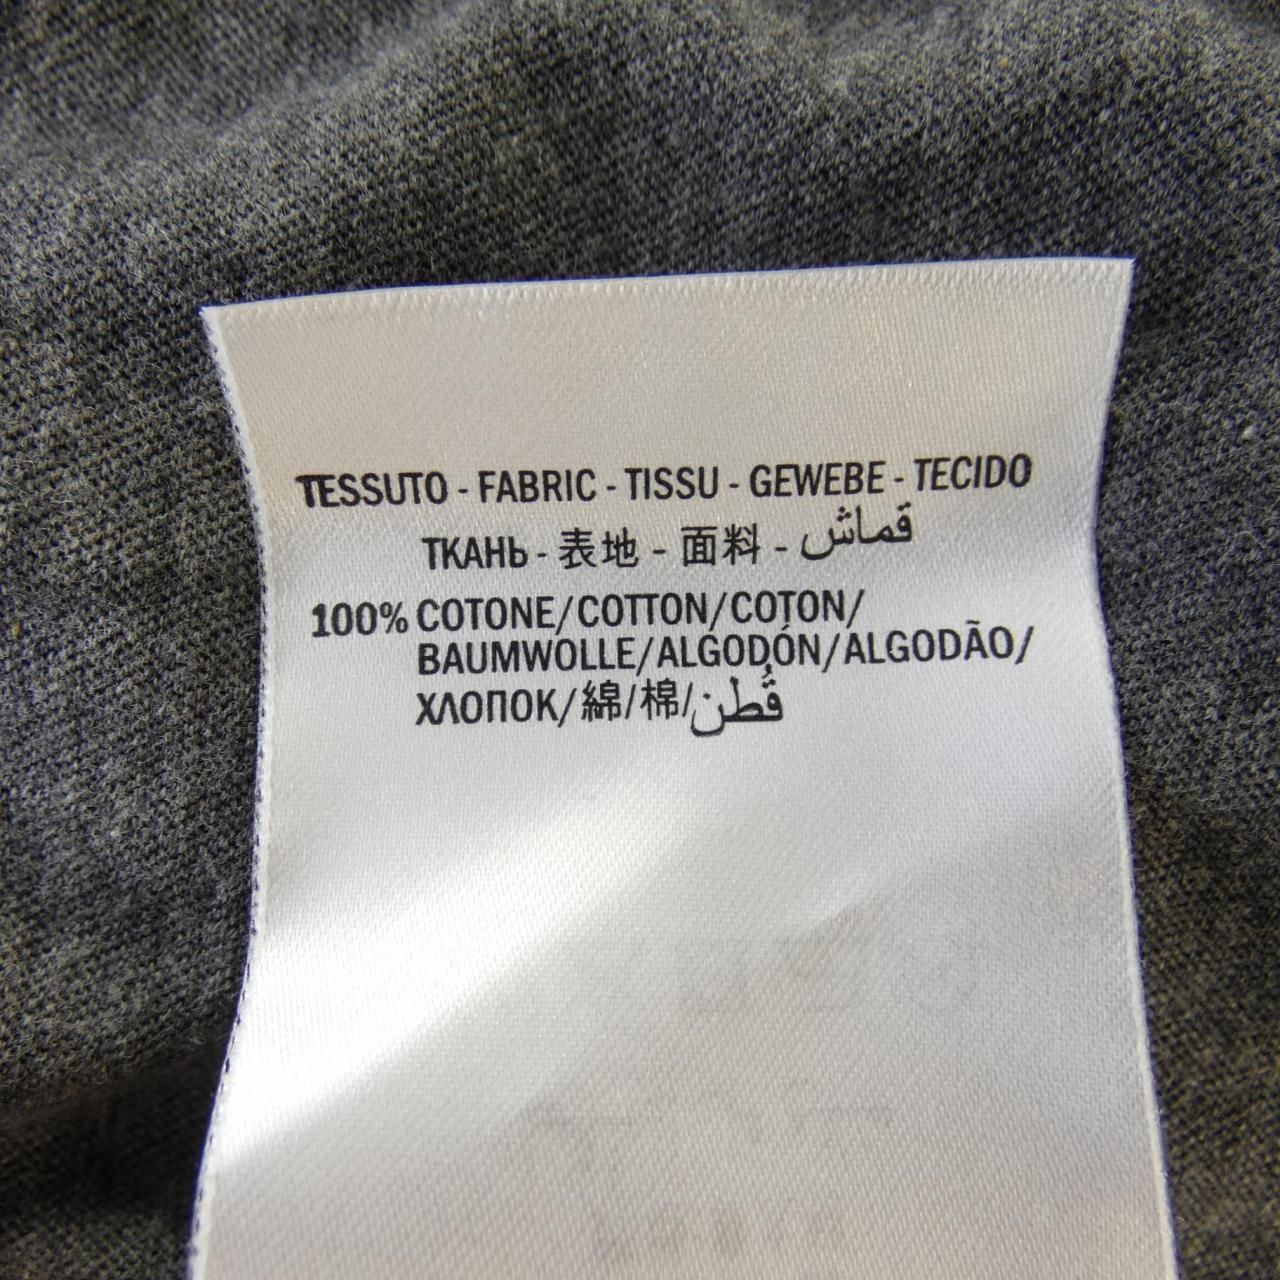 TESSUTO - FABRIC - TISSU - GEWEBE - TECIDO
ТКАНЬ - 表地 - 面料 - قماش
100% COTONE/COTTON/COTON/
BAUMWOLLE/ALGODÓN/ALGODÃO/
ХЛОПОК/綿/棉/قُطن